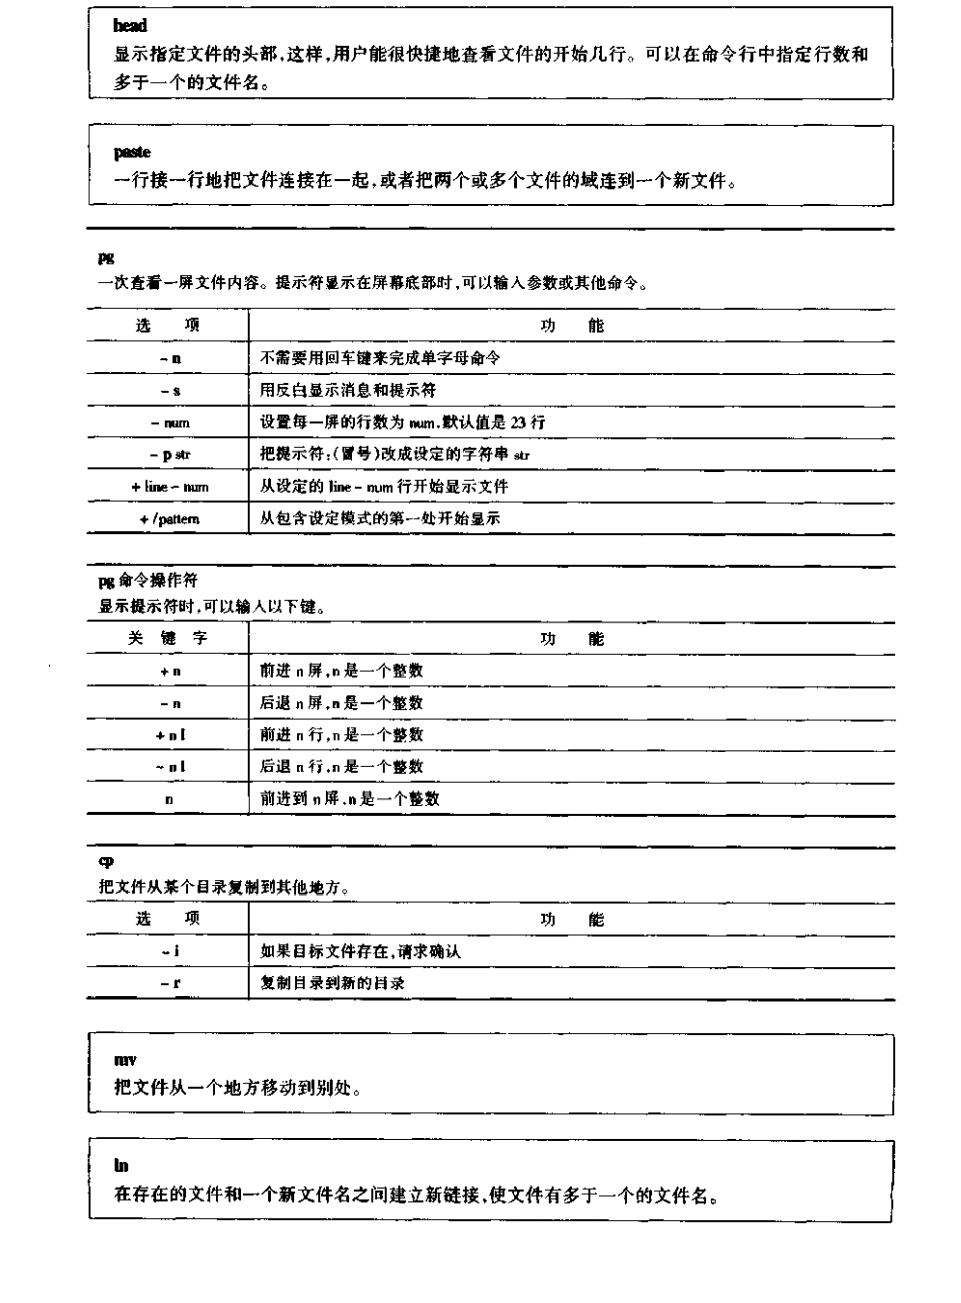 head
显示指定文件的头部,这样,用户能很快捷地查看文件的开始几行。可以在命令行中指定行数和
多于一个的文件名。
paste
一行接一行地把文件连接在一起,或者把两个或多个文件的域连到一个新文件。
pg
一次查看一屏文件内容。提示符显示在屏幕底部时,可以输入参数或其他命令。
选 项 功 能
- n 不需要用回车键来完成单字母命令
- s 用反白显示消息和提示符
- num 设置每一屏的行数为 num,默认值是 23 行
- p str 把提示符:(冒号)改成设定的字符串 str
+ line - num 从设定的 line - num 行开始显示文件
+ /pattern 从包含设定模式的第一处开始显示
pg 命令操作符
显示提示符时,可以输入以下键。
关 键 字 功 能
+ n 前进 n 屏,n 是一个整数
- n 后退 n 屏,n 是一个整数
+ n l 前进 n 行,n 是一个整数
- n l 后退 n 行,n 是一个整数
n 前进到 n 屏,n 是一个整数
cp
把文件从某个目录复制到其他地方。
选 项 功 能
- i 如果目标文件存在,请求确认
- r 复制目录到新的目录
mv
把文件从一个地方移动到别处。
ln
在存在的文件和一个新文件名之间建立新链接,使文件有多于一个的文件名。